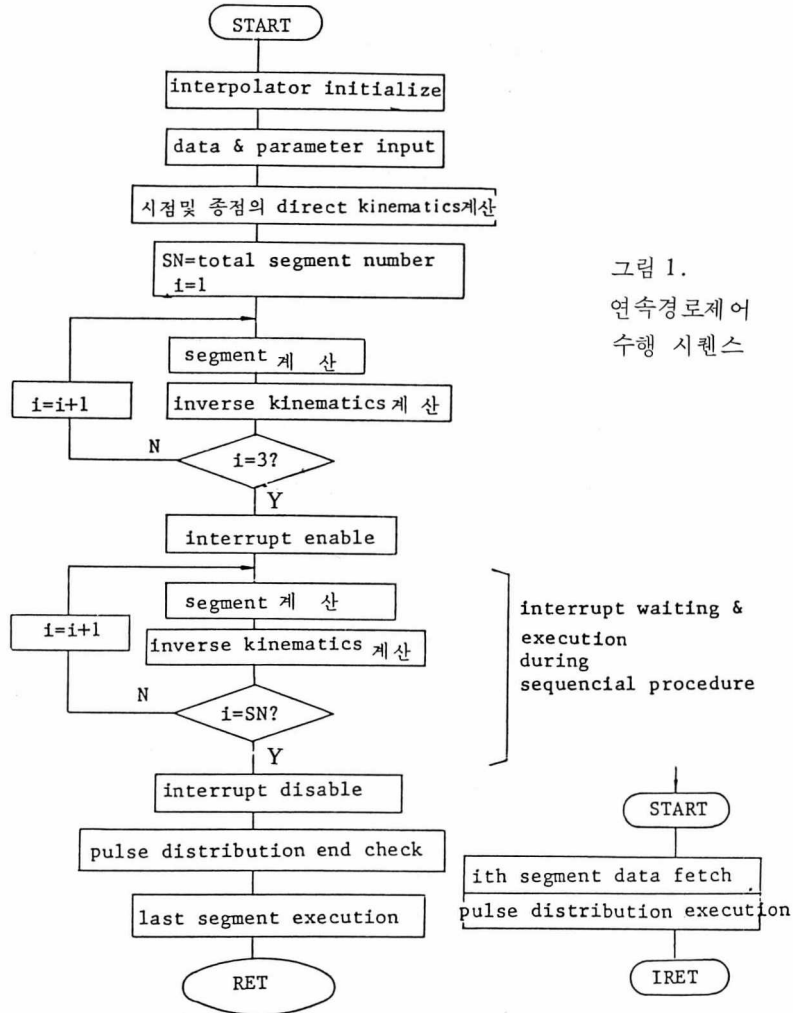 START
interpolator initialize
data & parameter input
시점및 종점의 direct kinematics계산
SN=total segment number
i=1
그림 1.
연속경로제어
수행 시퀜스
segment 계 산
i=i+1
inverse kinematics 계 산
N
i=3?
Y
interrupt enable
segment 계 산
i=i+1
inverse kinematics 계산
N
i=SN?
Y
interrupt waiting &
execution
during
sequencial procedure
interrupt disable
pulse distribution end check
last segment execution
RET
START
ith segment data fetch
pulse distribution execution
IRET